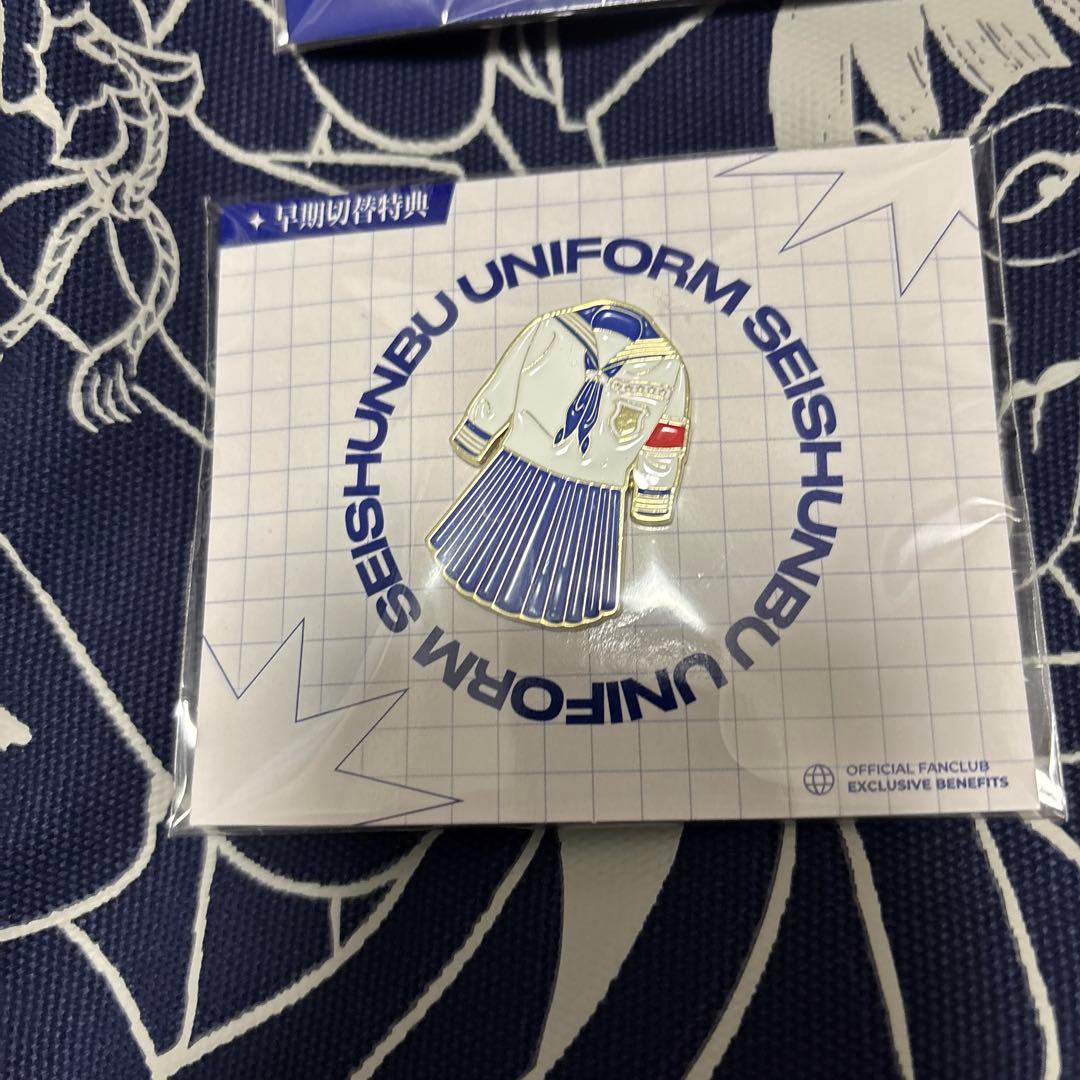 ✦ 早期切替特典
SEISHUNBU UNIFORM SEISHUNBU UNIFORM
OFFICIAL FANCLUB
EXCLUSIVE BENEFITS